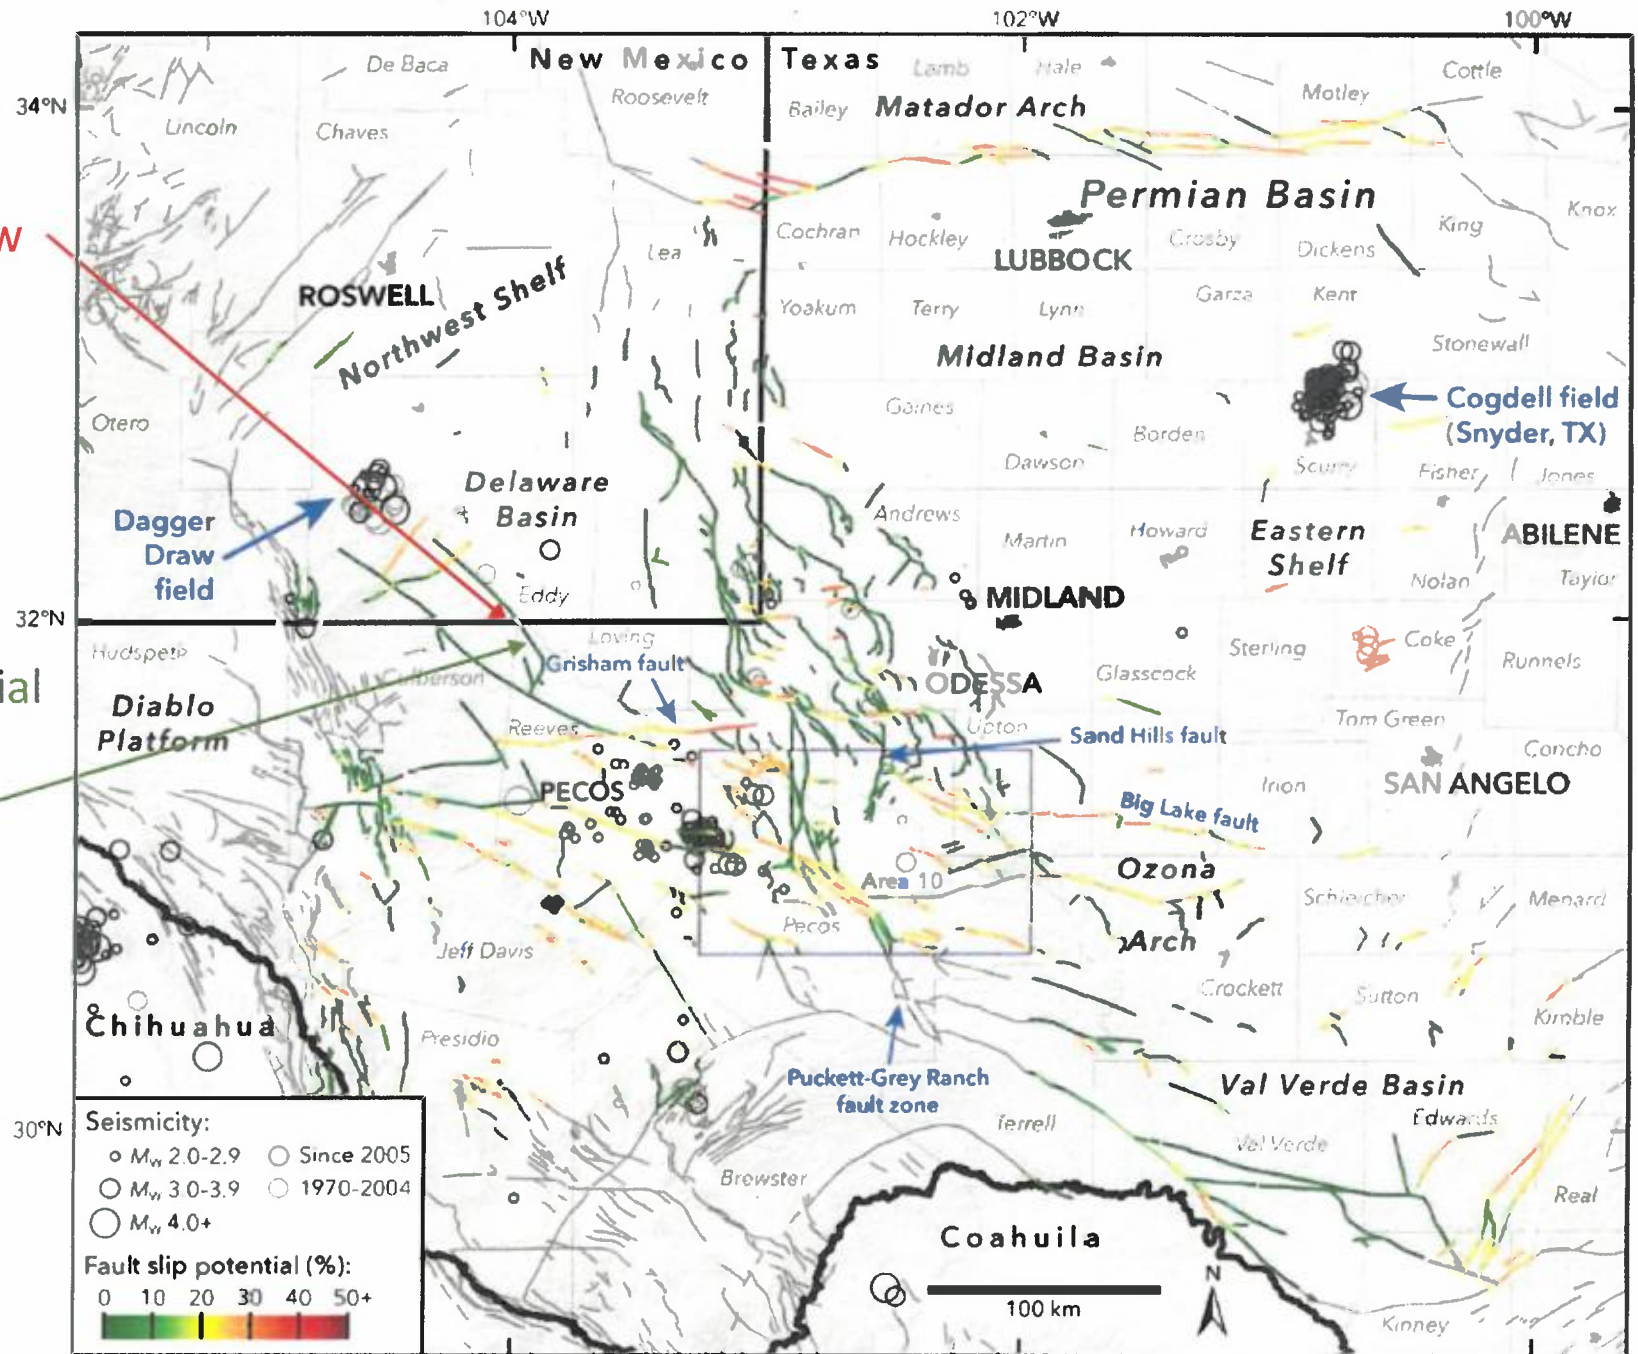 104°W 102°W 100°W
34°N
32°N
30°N
New Mexico
Texas
De Baca
Roosevelt
Lincoln
Chaves
Lamb
Hale
Cottle
Motley
Bailey
Matador Arch
Permian Basin
Knox
King
W
Cochran
Hockley
Crosby
Dickens
Lea
LUBBOCK
ROSWELL
Northwest Shelf
Yoakum
Terry
Lynn
Garza
Kent
Stonewall
Midland Basin
Otero
Gaines
Borden
Cogdell field
(Snyder, TX)
Dawson
Scurry
Fisher
Jones
Delaware
Basin
Dagger
Draw
field
Andrews
Martin
Howard
Eastern
Shelf
ABILENE
Nolan
Taylor
Eddy
MIDLAND
Hudspeth
Loving
Sterling
Coke
Runnels
Grisham fault
Culberson
ODESSA
Glasscock
ial
Diablo
Platform
Reeves
Upton
Sand Hills fault
Tom Green
Concho
PECOS
Irion
SAN ANGELO
Big Lake fault
Ozona
Arch
Area 10
Pecos
Schleicher
Menard
Jeff Davis
Crockett
Sutton
Kimble
Chihuahua
Presidio
Puckett-Grey Ranch
fault zone
Val Verde Basin
Terrell
Edwards
Val Verde
Brewster
Real
Coahuila
N
100 km
Kinney
Seismicity:
Mw 2.0-2.9 Since 2005
Mw 3.0-3.9 1970-2004
Mw 4.0+
Fault slip potential (%):
0 10 20 30 40 50+